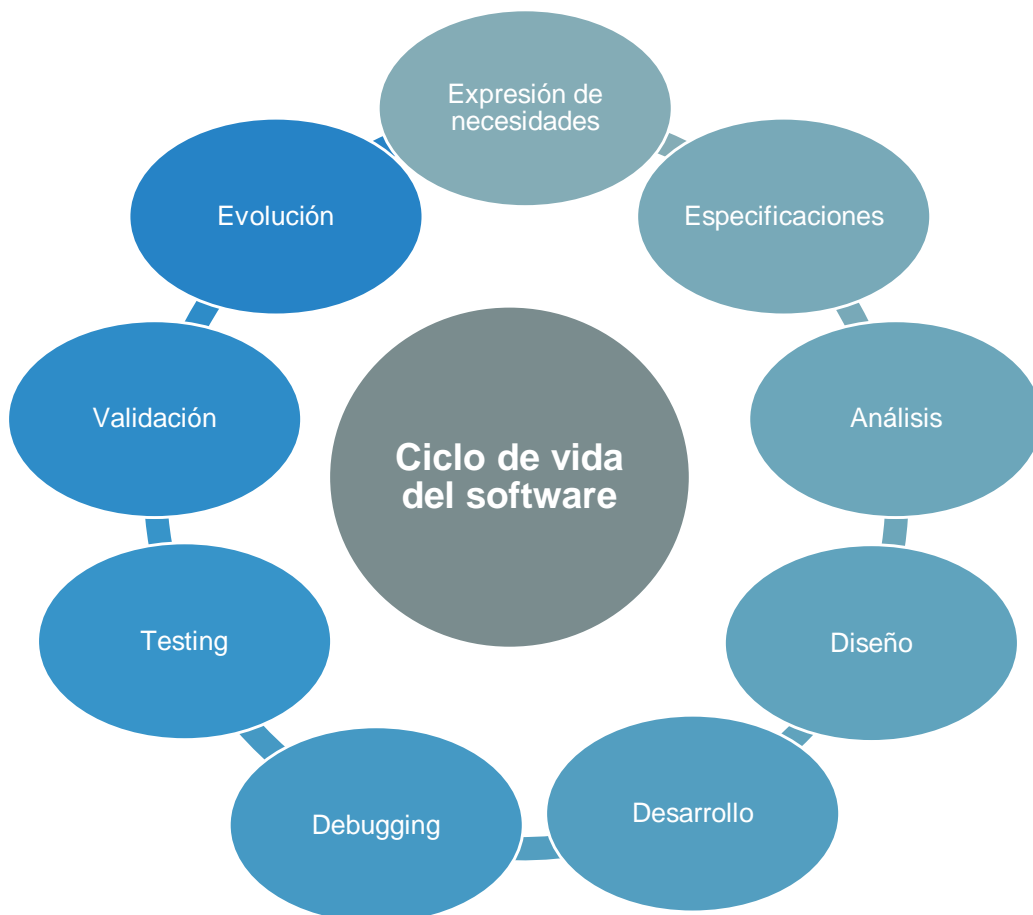 Expresión de
necesidades
Especificaciones
Análisis
Diseño
Desarrollo
Debugging
Testing
Validación
Evolución
Ciclo de vida
del software